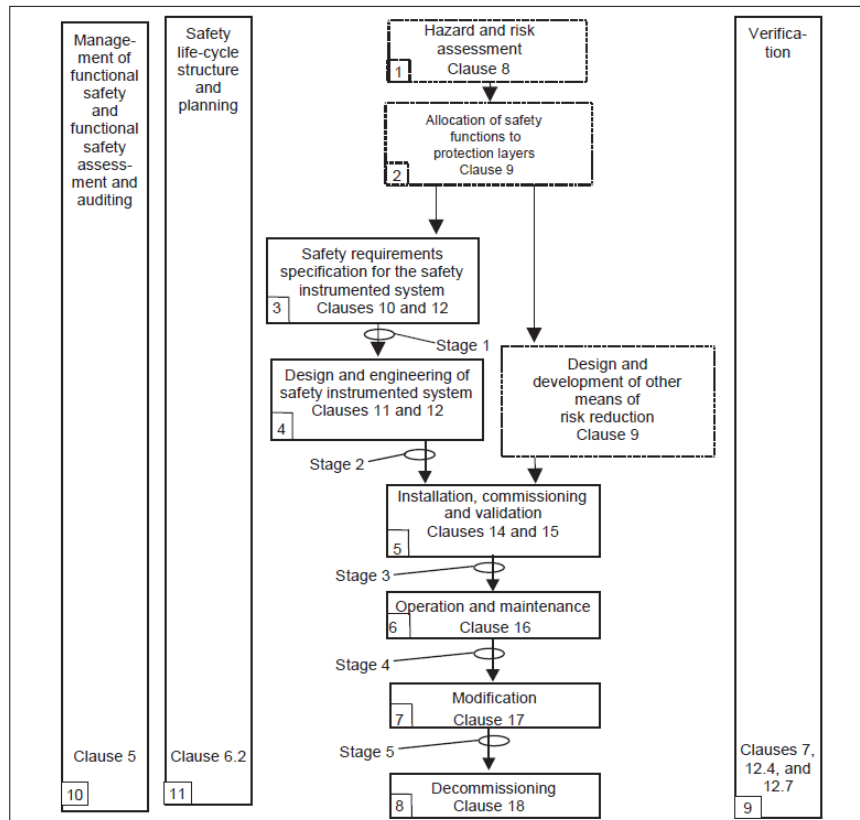 Manage-
ment of
functional
safety
and
functional
safety
assess-
ment and
auditing
Clause 5
10
Safety
life-cycle
structure
and
planning
Clause 6.2
11
Hazard and risk
assessment
Clause 8
1
Allocation of safety
functions to
protection layers
Clause 9
2
Safety requirements
specification for the safety
instrumented system
Clauses 10 and 12
3
Stage 1
Design and engineering of
safety instrumented system
Clauses 11 and 12
4
Design and
development of other
means of
risk reduction
Clause 9
Stage 2
Installation, commissioning
and validation
Clauses 14 and 15
5
Stage 3
Operation and maintenance
Clause 16
6
Stage 4
Modification
Clause 17
7
Stage 5
Decommissioning
Clause 18
8
Verifica-
tion
Clauses 7,
12.4, and
12.7
9